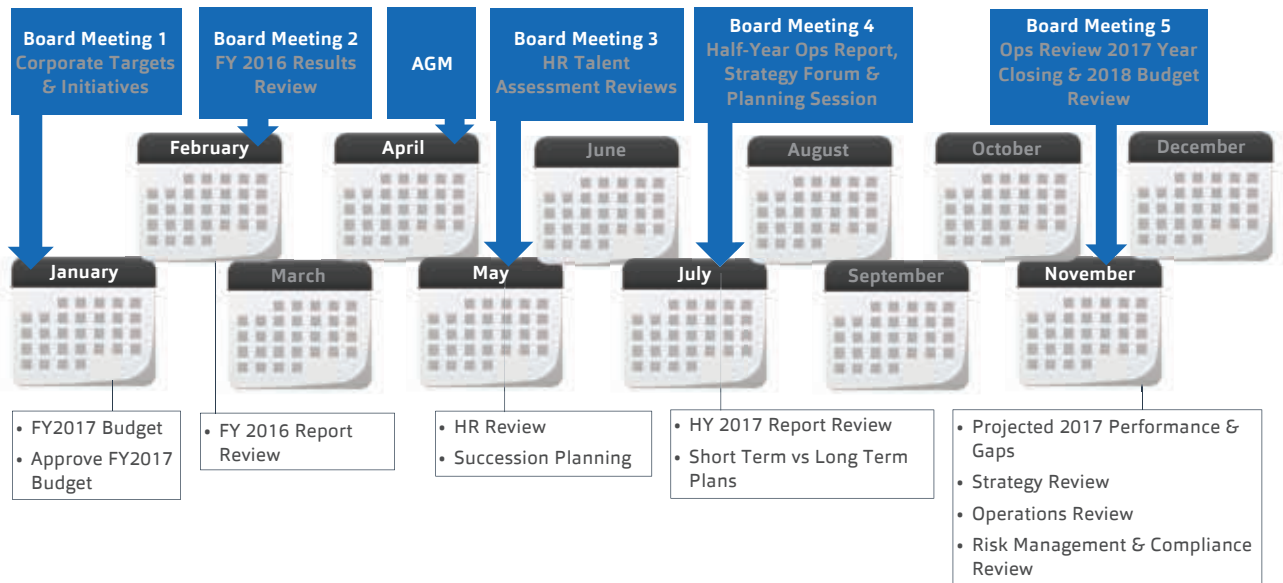 Board Meeting 1
Corporate Targets
& Initiatives
Board Meeting 2
FY 2016 Results
Review
AGM
Board Meeting 3
HR Talent
Assessment Reviews
Board Meeting 4
Half-Year Ops Report,
Strategy Forum &
Planning Session
Board Meeting 5
Ops Review 2017 Year
Closing & 2018 Budget
Review
February
April
June
August
October
December
January
March
May
July
September
November
• FY2017 Budget
• Approve FY2017
Budget
• FY 2016 Report
Review
• HR Review
• Succession Planning
• HY 2017 Report Review
• Short Term vs Long Term
Plans
• Projected 2017 Performance &
Gaps
• Strategy Review
• Operations Review
• Risk Management & Compliance
Review